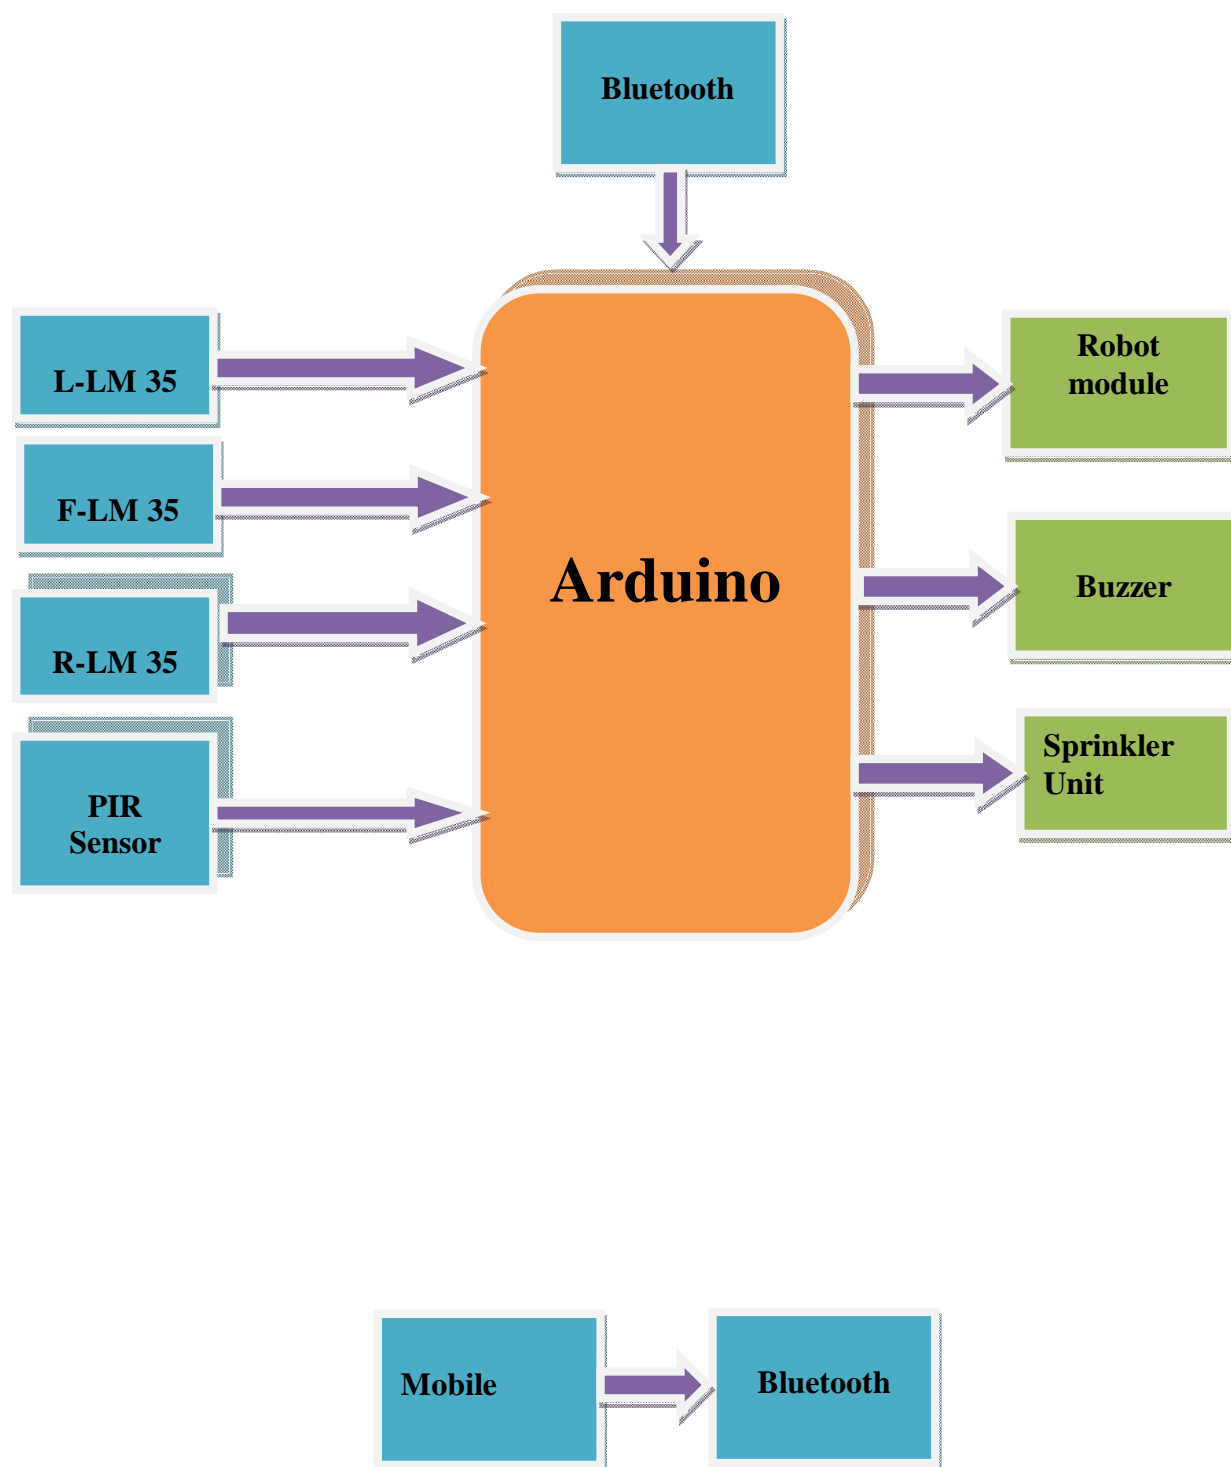 Bluetooth
L-LM 35
F-LM 35
R-LM 35
PIR
Sensor
Arduino
Robot
module
Buzzer
Sprinkler
Unit
Mobile
Bluetooth